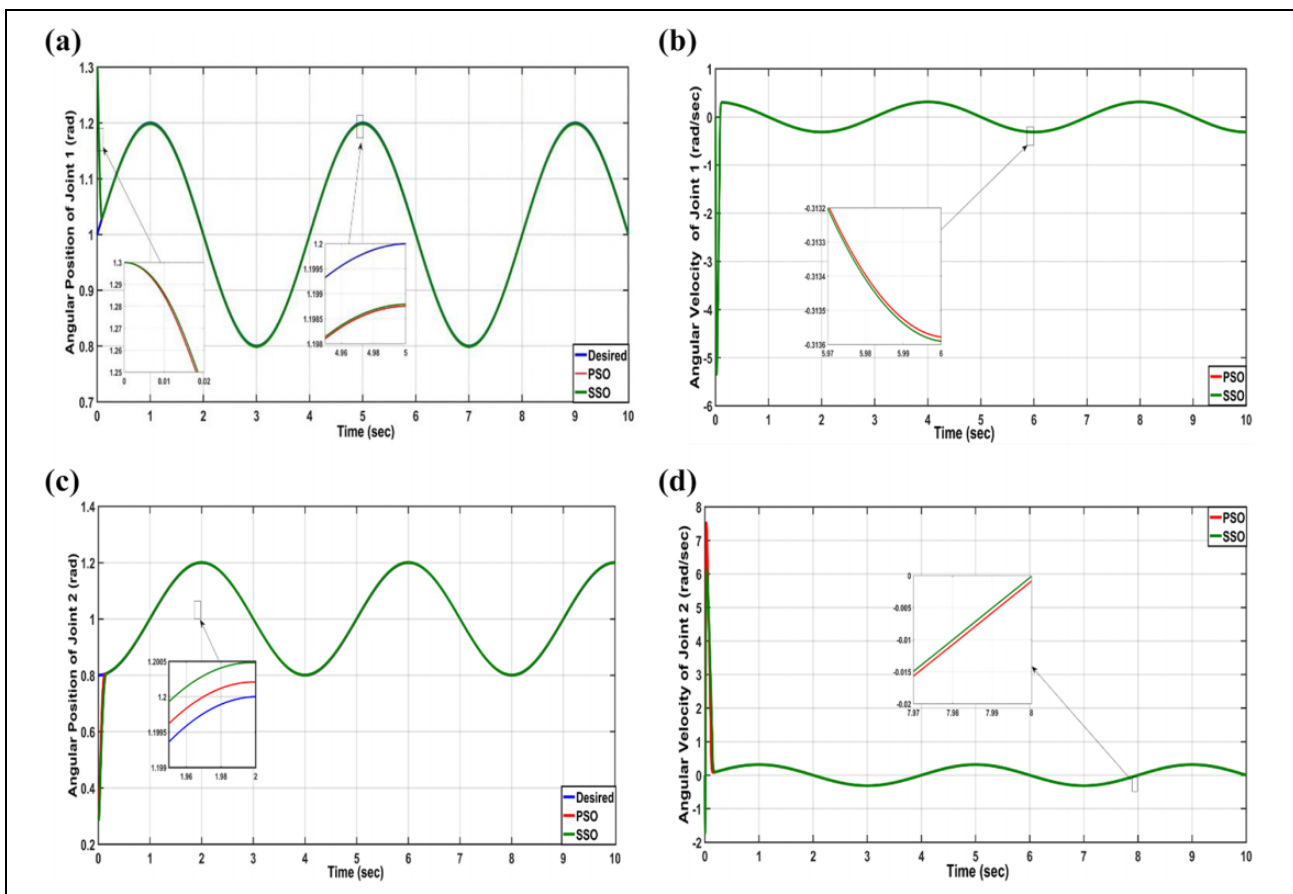 (a)
Angular Position of Joint 1 (rad)
1.3
1.2
1.1
1
0.9
0.8
0.7
0 1 2 3 4 5 6 7 8 9 10
Time (sec)
1.3
1.29
1.28
1.27
1.26
1.25
0 0.01 0.02
1.2
1.1995
1.199
1.1985
1.198
4.96 4.98 5
Desired
PSO
SSO
(b)
Angular Velocity of Joint 1 (rad/sec)
1
0
-1
-2
-3
-4
-5
-6
0 1 2 3 4 5 6 7 8 9 10
Time (sec)
-0.3132
-0.3133
-0.3134
-0.3135
-0.3136
5.97 5.98 5.99 6
PSO
SSO
(c)
Angular Position of Joint 2 (rad)
1.4
1.2
1
0.8
0.6
0.4
0.2
0 1 2 3 4 5 6 7 8 9 10
Time (sec)
1.2005
1.2
1.1995
1.199
1.96 1.98 2
Desired
PSO
SSO
(d)
Angular Velocity of Joint 2 (rad/sec)
8
7
6
5
4
3
2
1
0
-1
-2
0 1 2 3 4 5 6 7 8 9 10
Time (sec)
0
-0.005
-0.01
-0.015
-0.02
7.97 7.98 7.99 8
PSO
SSO